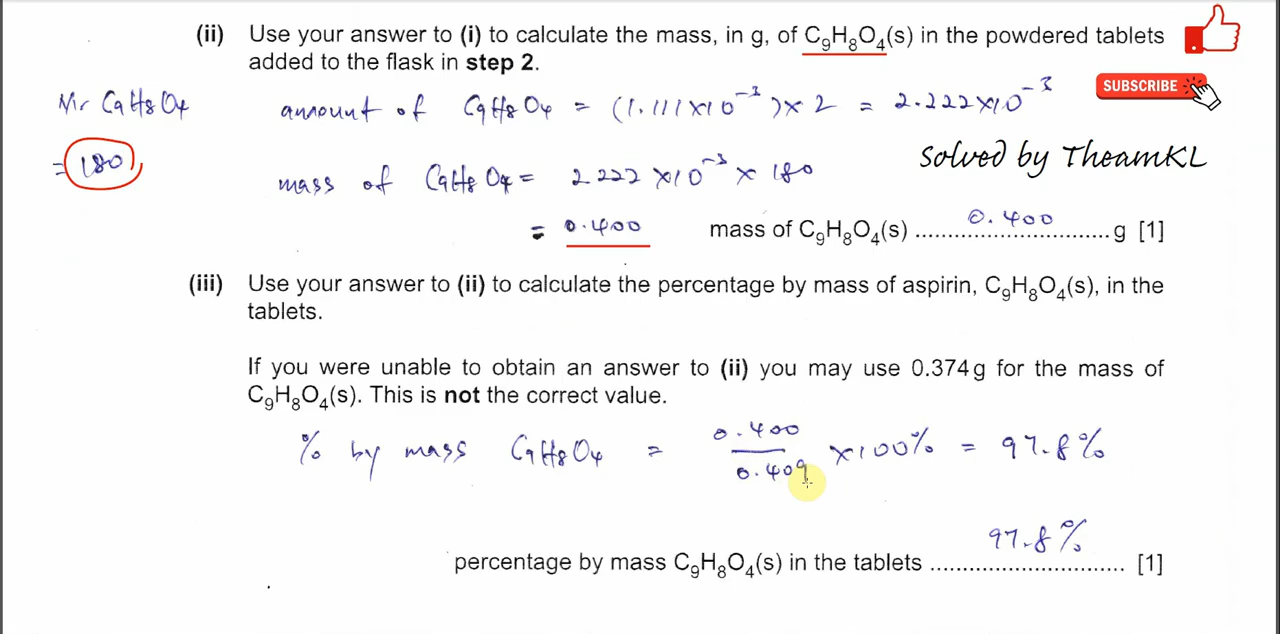 (ii) Use your answer to (i) to calculate the mass, in g, of C₉H₈O₄(s) in the powdered tablets
added to the flask in step 2.
SUBSCRIBE
Mr C₉H₈O₄
= 180
amount of C₉H₈O₄ = (1.111×10⁻³)×2 = 2.222×10⁻³
Solved by TheamKL
mass of C₉H₈O₄ = 2.222×10⁻³ × 180
= 0.400
mass of C₉H₈O₄(s) 0.400 g [1]
(iii) Use your answer to (ii) to calculate the percentage by mass of aspirin, C₉H₈O₄(s), in the
tablets.
If you were unable to obtain an answer to (ii) you may use 0.374 g for the mass of
C₉H₈O₄(s). This is not the correct value.
% by mass C₉H₈O₄ = 0.400/0.409 ×100% = 97.8%
percentage by mass C₉H₈O₄(s) in the tablets 97.8% [1]